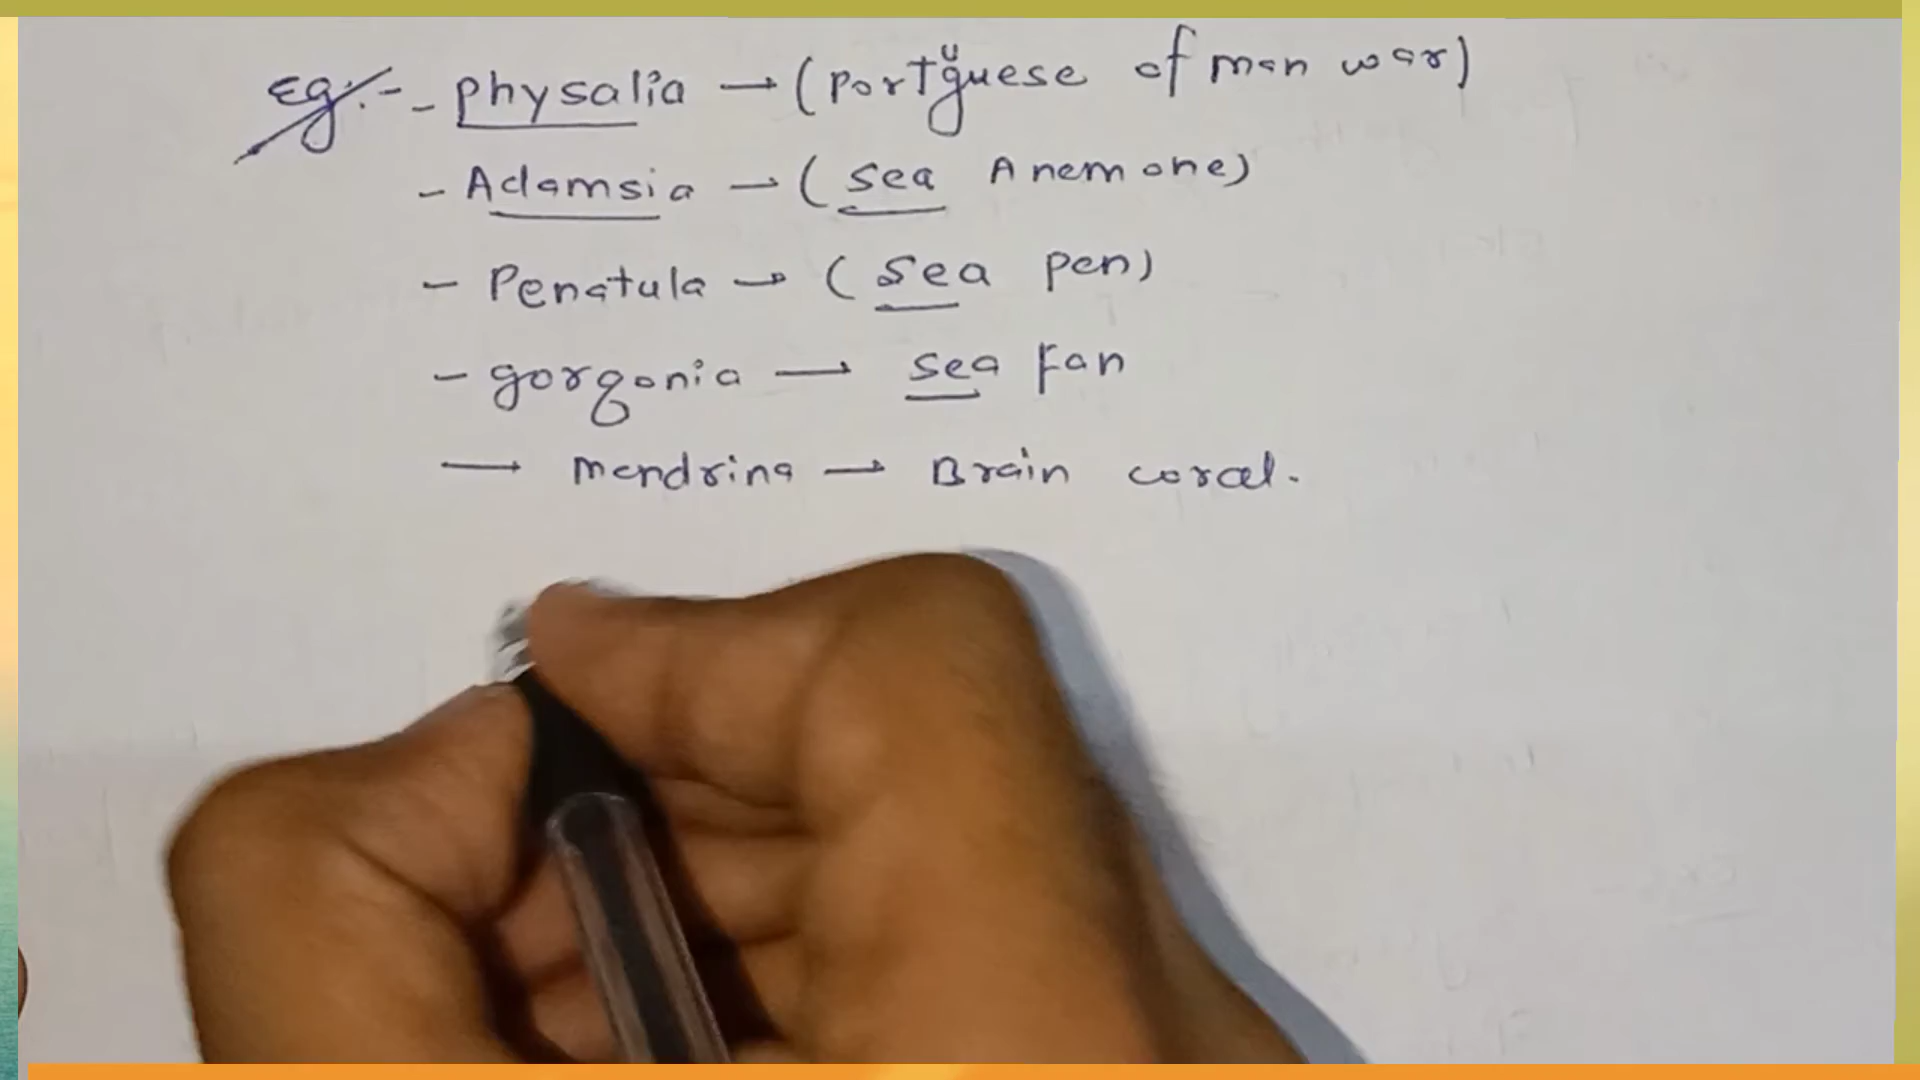 Eg:- - physalia → (Portuguese of man war)
- Adamsia → (sea Anemone)
- Penatula → (sea pen)
- gorgonia → sea fan
→ mendrina → Brain coral.